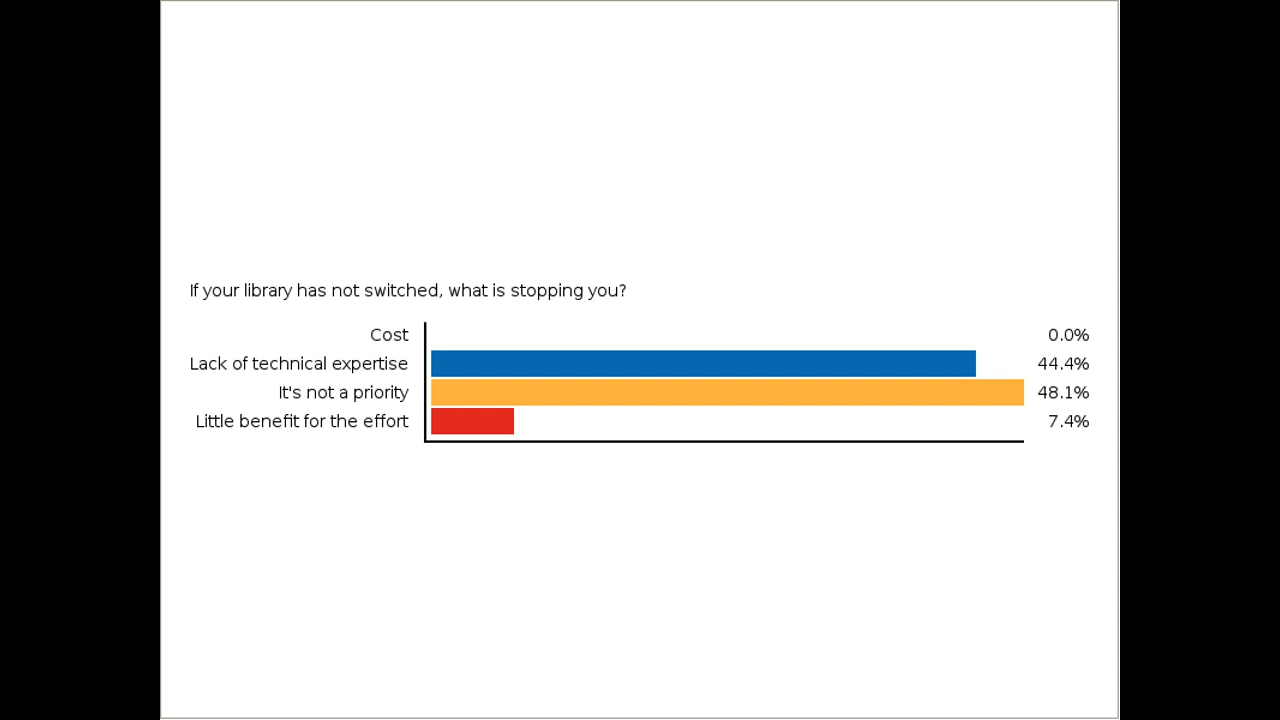 If your library has not switched, what is stopping you?
Cost 0.0%
Lack of technical expertise 44.4%
It's not a priority 48.1%
Little benefit for the effort 7.4%